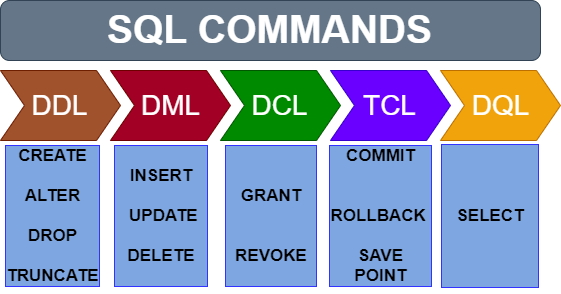 SQL COMMANDS
DDL
DML
DCL
TCL
DQL
CREATE
ALTER
DROP
TRUNCATE
INSERT
UPDATE
DELETE
GRANT
REVOKE
COMMIT
ROLLBACK
SAVE
POINT
SELECT